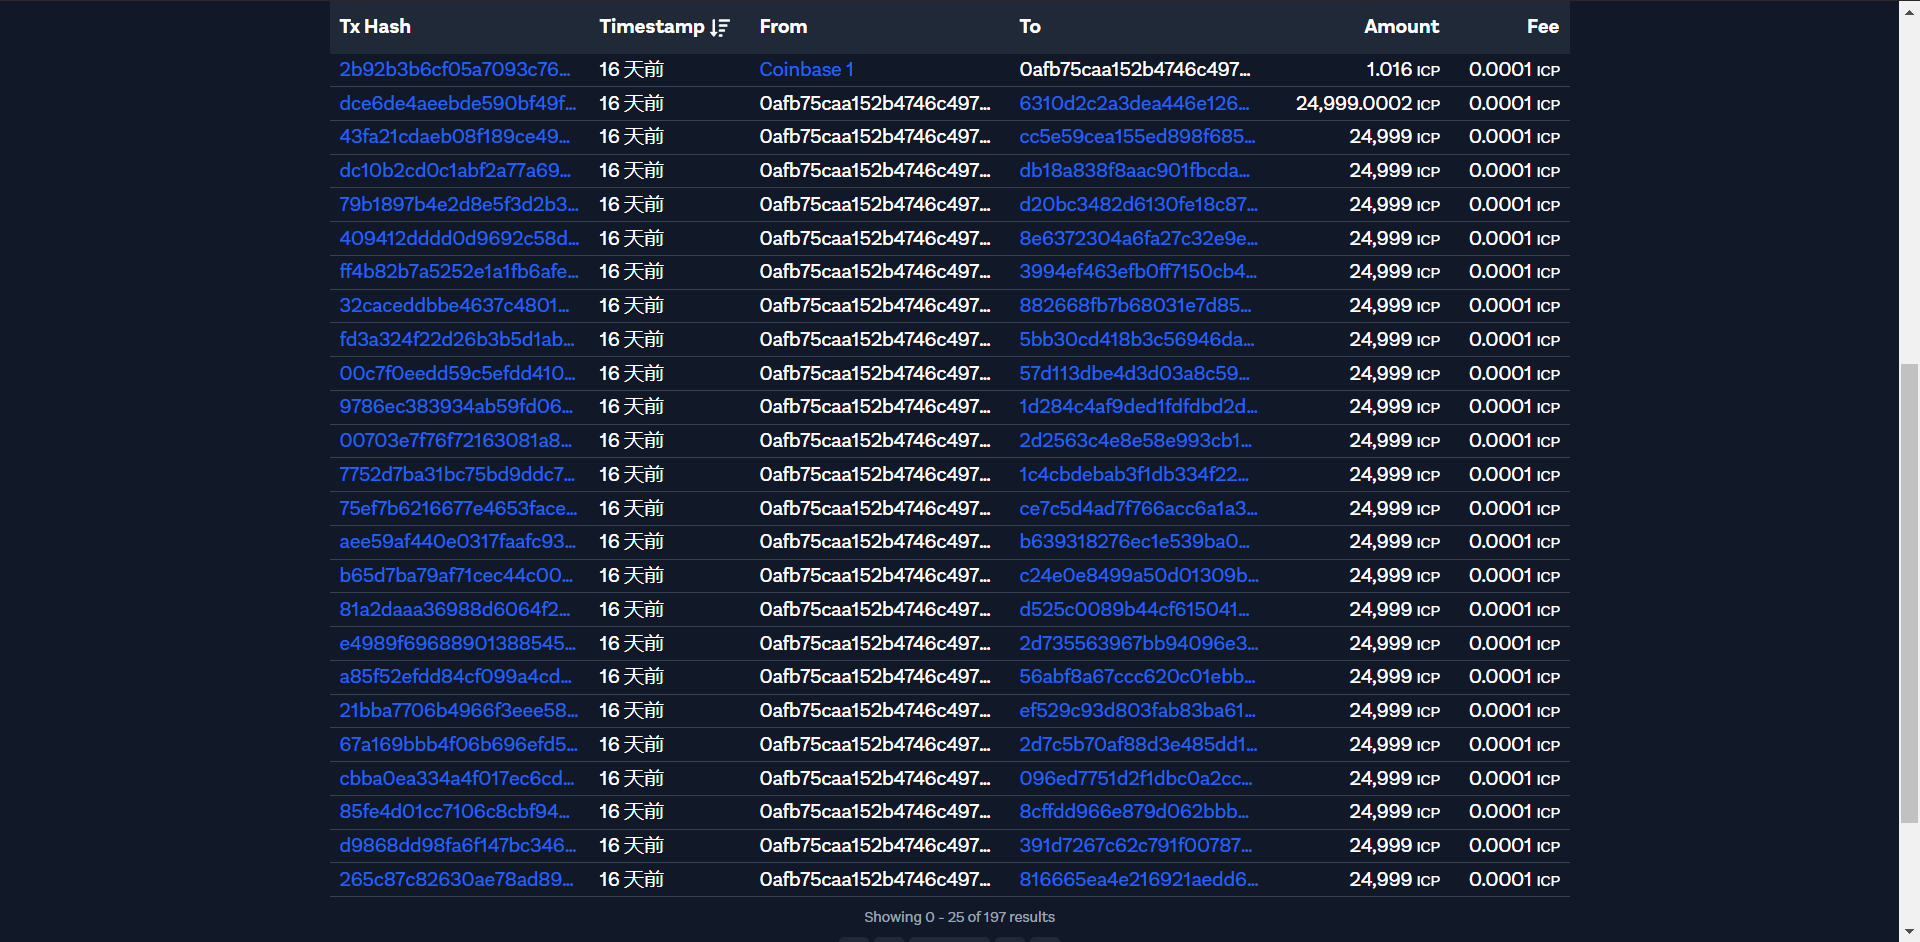 Tx Hash Timestamp From To Amount Fee
2b92b3b6cf05a7093c76... 16 天前 Coinbase 1 0afb75caa152b4746c497... 1.016 ICP 0.0001 ICP
dce6de4aeebde590bf49f... 16 天前 0afb75caa152b4746c497... 6310d2c2a3dea446e126... 24,999.0002 ICP 0.0001 ICP
43fa21cdaeb08f189ce49... 16 天前 0afb75caa152b4746c497... cc5e59cea155ed898f685... 24,999 ICP 0.0001 ICP
dc10b2cd0c1abf2a77a69... 16 天前 0afb75caa152b4746c497... db18a838f8aac901fbcda... 24,999 ICP 0.0001 ICP
79b1897b4e2d8e5f3d2b3... 16 天前 0afb75caa152b4746c497... d20bc3482d6130fe18c87... 24,999 ICP 0.0001 ICP
409412dddd0d9692c58d... 16 天前 0afb75caa152b4746c497... 8e6372304a6fa27c32e9e... 24,999 ICP 0.0001 ICP
ff4b82b7a5252e1a1fb6afe... 16 天前 0afb75caa152b4746c497... 3994ef463efb0ff7150cb4... 24,999 ICP 0.0001 ICP
32caceddbbe4637c4801... 16 天前 0afb75caa152b4746c497... 882668fb7b68031e7d85... 24,999 ICP 0.0001 ICP
fd3a324f22d26b3b5d1ab... 16 天前 0afb75caa152b4746c497... 5bb30cd418b3c56946da... 24,999 ICP 0.0001 ICP
00c7f0eedd59c5efdd410... 16 天前 0afb75caa152b4746c497... 57d113dbe4d3d03a8c59... 24,999 ICP 0.0001 ICP
9786ec383934ab59fd06... 16 天前 0afb75caa152b4746c497... 1d284c4af9ded1fdfdbd2d... 24,999 ICP 0.0001 ICP
00703e7f76f72163081a8... 16 天前 0afb75caa152b4746c497... 2d2563c4e8e58e993cb1... 24,999 ICP 0.0001 ICP
7752d7ba31bc75bd9ddc7... 16 天前 0afb75caa152b4746c497... 1c4cbdebab3f1db334f22... 24,999 ICP 0.0001 ICP
75ef7b6216677e4653face... 16 天前 0afb75caa152b4746c497... ce7c5d4ad7f766acc6a1a3... 24,999 ICP 0.0001 ICP
aee59af440e0317faafc93... 16 天前 0afb75caa152b4746c497... b639318276ec1e539ba0... 24,999 ICP 0.0001 ICP
b65d7ba79af71cec44c00... 16 天前 0afb75caa152b4746c497... c24e0e8499a50d01309b... 24,999 ICP 0.0001 ICP
81a2daaa36988d6064f2... 16 天前 0afb75caa152b4746c497... d525c0089b44cf615041... 24,999 ICP 0.0001 ICP
e4989f69688901388545... 16 天前 0afb75caa152b4746c497... 2d735563967bb94096e3... 24,999 ICP 0.0001 ICP
a85f52efdd84cf099a4cd... 16 天前 0afb75caa152b4746c497... 56abf8a67ccc620c01ebb... 24,999 ICP 0.0001 ICP
21bba7706b4966f3eee58... 16 天前 0afb75caa152b4746c497... ef529c93d803fab83ba61... 24,999 ICP 0.0001 ICP
67a169bbb4f06b696efd5... 16 天前 0afb75caa152b4746c497... 2d7c5b70af88d3e485dd1... 24,999 ICP 0.0001 ICP
cbba0ea334a4f017ec6cd... 16 天前 0afb75caa152b4746c497... 096ed7751d2f1dbc0a2cc... 24,999 ICP 0.0001 ICP
85fe4d01cc7106c8cbf94... 16 天前 0afb75caa152b4746c497... 8cffdd966e879d062bbb... 24,999 ICP 0.0001 ICP
d9868dd98fa6f147bc346... 16 天前 0afb75caa152b4746c497... 391d7267c62c791f00787... 24,999 ICP 0.0001 ICP
265c87c82630ae78ad89... 16 天前 0afb75caa152b4746c497... 816665ea4e216921aedd6... 24,999 ICP 0.0001 ICP
Showing 0 - 25 of 197 results